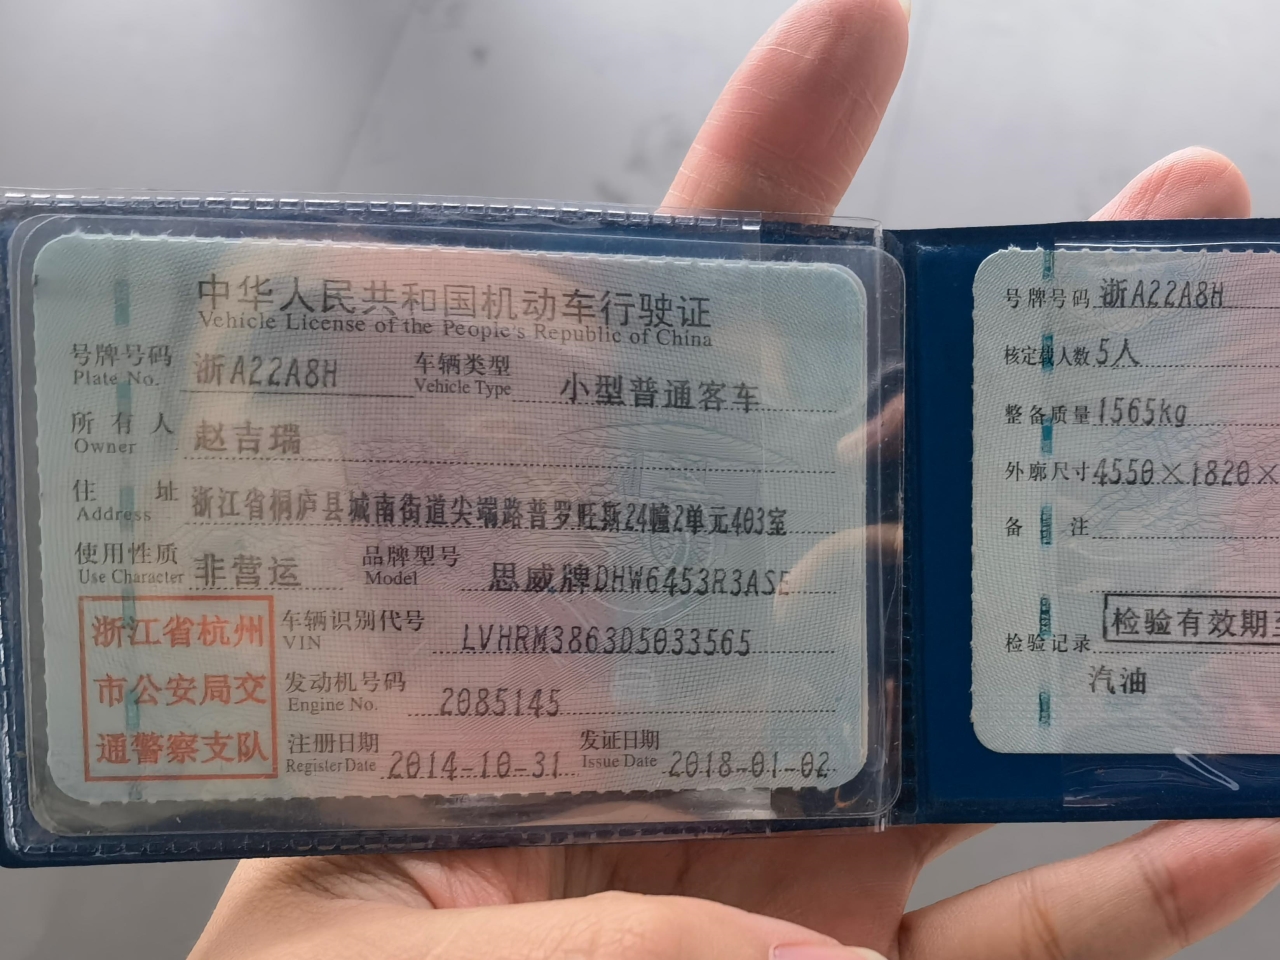 中华人民共和国机动车行驶证
Vehicle License of the People's Republic of China
号牌号码 浙A22A8H 车辆类型 小型普通客车
Plate No. Vehicle Type
所有人 赵吉瑞
Owner
住址 浙江省桐庐县城南街道尖端路普罗旺斯24幢2单元403室
Address
使用性质 非营运 品牌型号 思威牌DHW6453R3ASE
Use Character Model
浙江省杭州
市公安局交
通警察支队
车辆识别代号 LVHRM3863D5033565
VIN
发动机号码 2085145
Engine No.
注册日期 2014-10-31 发证日期 2018-01-02
Register Date Issue Date
号牌号码 浙A22A8H
核定载人数 5人
整备质量 1565kg
外廓尺寸 4550×1820×
备注
检验有效期至
检验记录
汽油